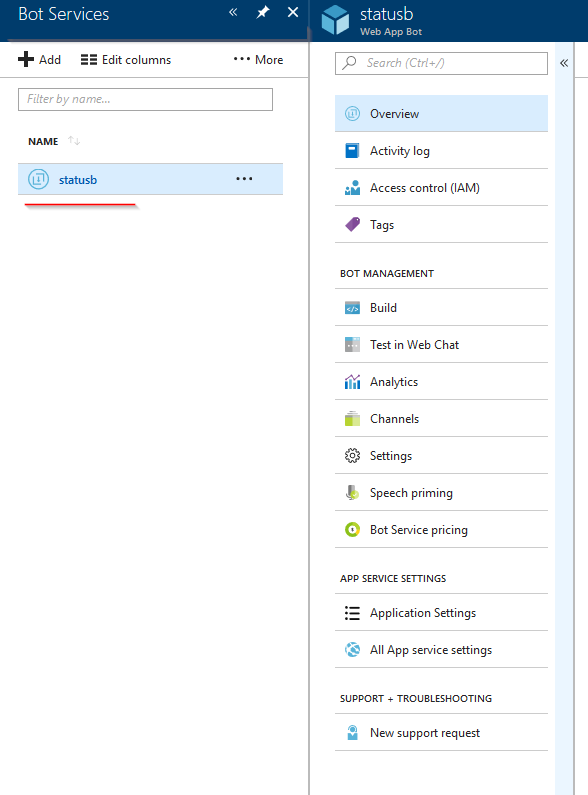 Bot Services
Add
Edit columns
More
Filter by name...
NAME
statusb
statusb
Web App Bot
Search (Ctrl+/)
Overview
Activity log
Access control (IAM)
Tags
BOT MANAGEMENT
Build
Test in Web Chat
Analytics
Channels
Settings
Speech priming
Bot Service pricing
APP SERVICE SETTINGS
Application Settings
All App service settings
SUPPORT + TROUBLESHOOTING
New support request